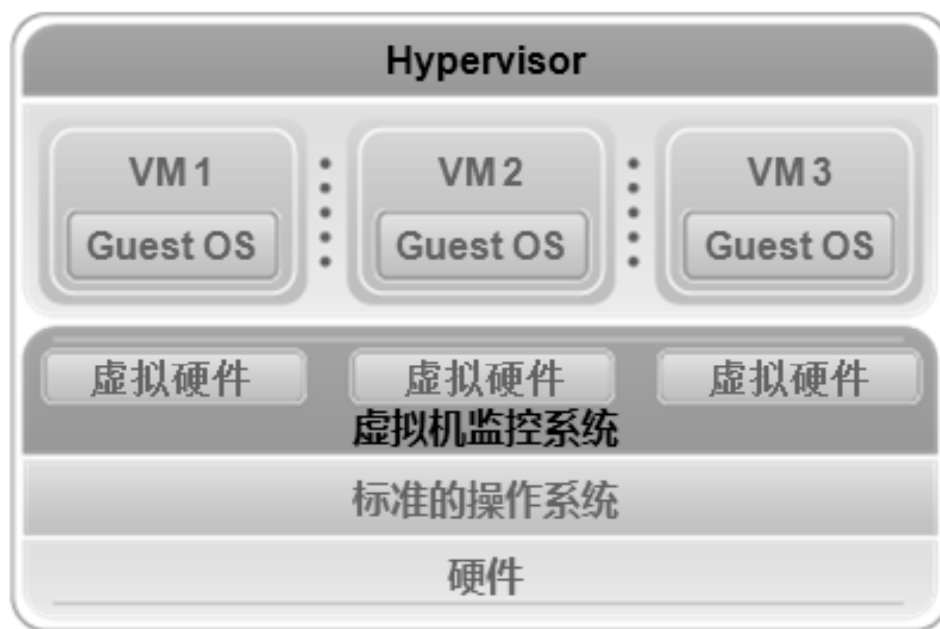 Hypervisor
VM 1 VM 2 VM 3
Guest OS Guest OS Guest OS
虚拟硬件 虚拟硬件 虚拟硬件
虚拟机监控系统
标准的操作系统
硬件